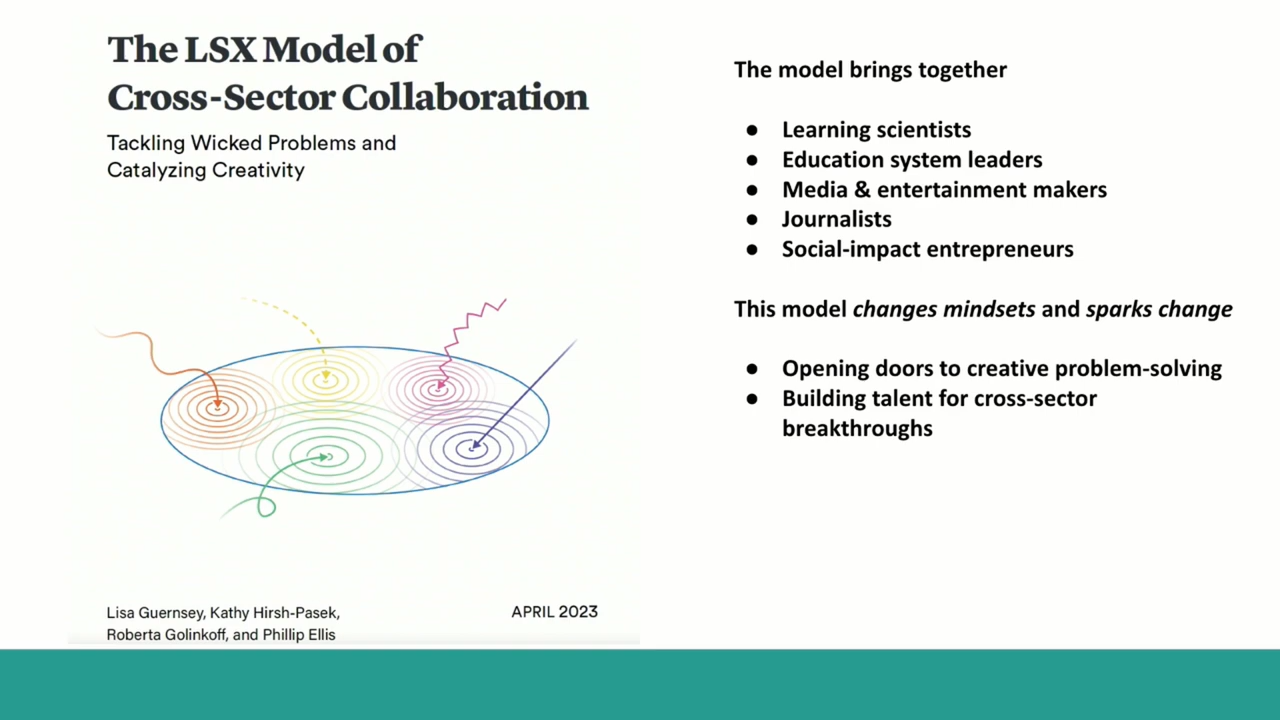 The LSX Model of
Cross-Sector Collaboration
Tackling Wicked Problems and
Catalyzing Creativity
Lisa Guernsey, Kathy Hirsh-Pasek,
Roberta Golinkoff, and Phillip Ellis
APRIL 2023
The model brings together
● Learning scientists
● Education system leaders
● Media & entertainment makers
● Journalists
● Social-impact entrepreneurs
This model changes mindsets and sparks change
● Opening doors to creative problem-solving
● Building talent for cross-sector
breakthroughs